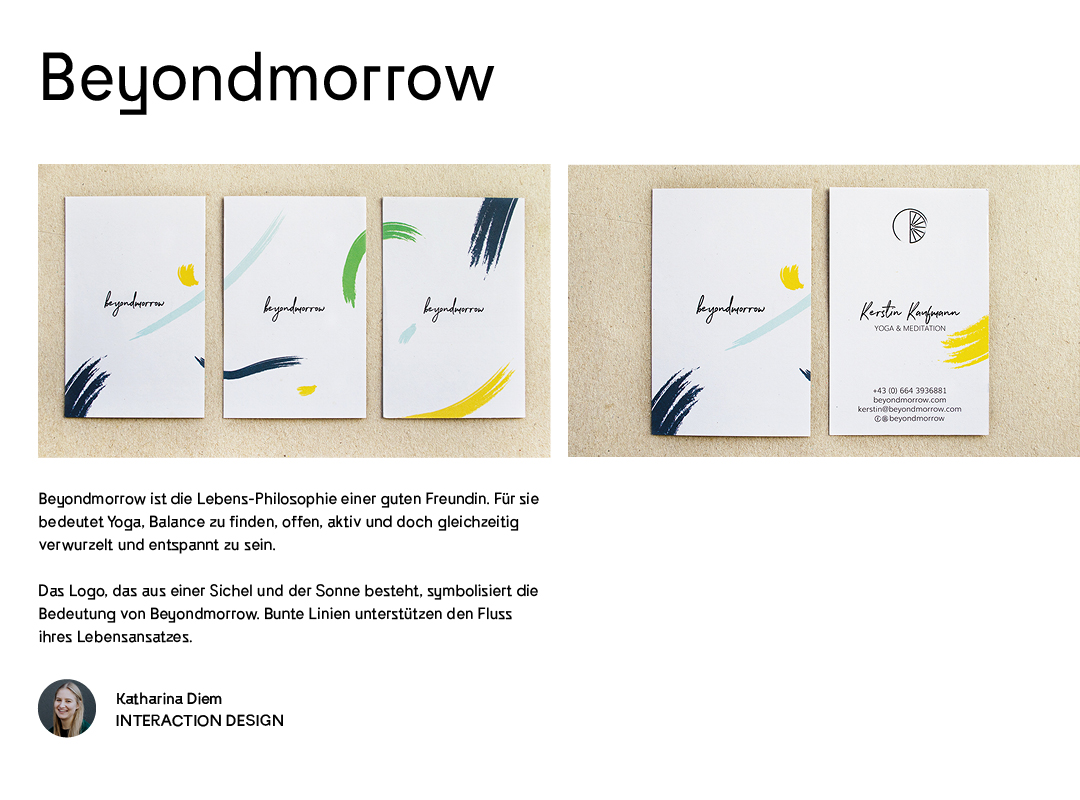 Beyondmorrow
beyondmorrow
beyondmorrow
beyondmorrow
beyondmorrow
Kerstin Kaufmann
YOGA & MEDITATION
+43 (0) 664 3936881
beyondmorrow.com
kerstin@beyondmorrow.com
beyondmorrow
Beyondmorrow ist die Lebens-Philosophie einer guten Freundin. Für sie
bedeutet Yoga, Balance zu finden, offen, aktiv und doch gleichzeitig
verwurzelt und entspannt zu sein.
Das Logo, das aus einer Sichel und der Sonne besteht, symbolisiert die
Bedeutung von Beyondmorrow. Bunte Linien unterstützen den Fluss
ihres Lebensansatzes.
Katharina Diem
INTERACTION DESIGN